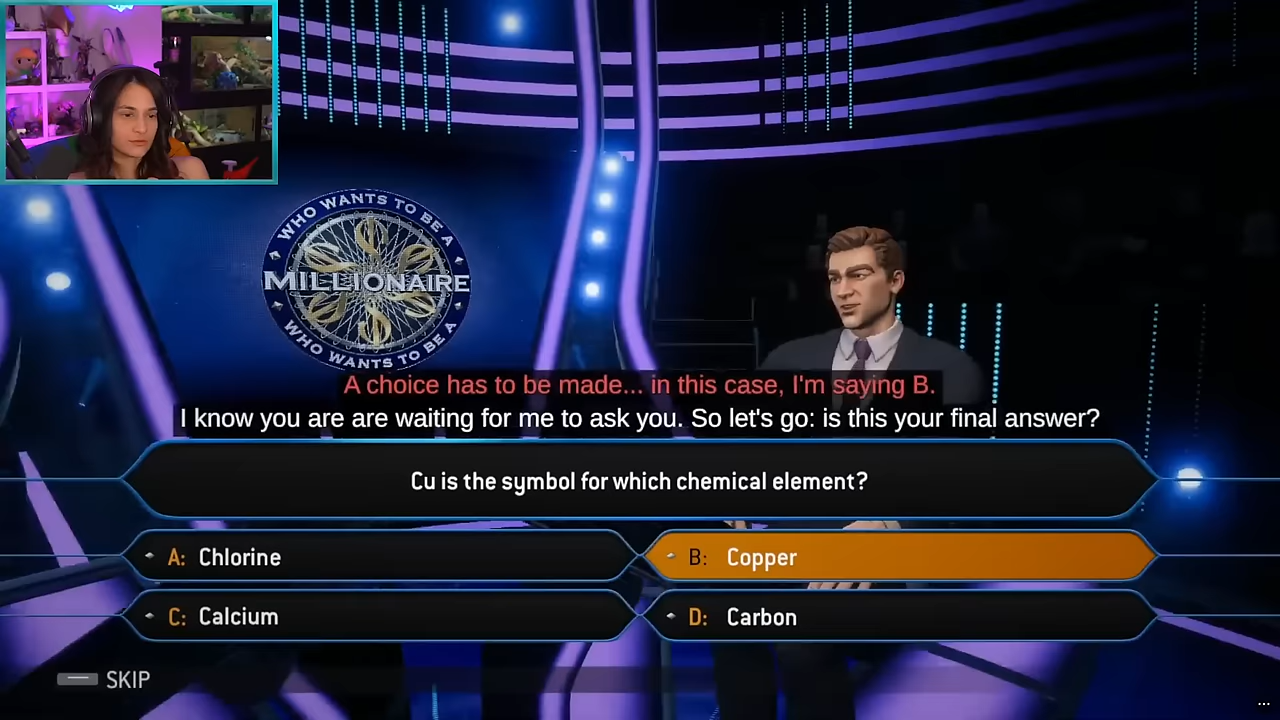 WHO WANTS TO BE A
MILLIONAIRE
WHO WANTS TO BE A
A choice has to be made... in this case, I'm saying B.
I know you are are waiting for me to ask you. So let's go: is this your final answer?
Cu is the symbol for which chemical element?
A: Chlorine
B: Copper
C: Calcium
D: Carbon
SKIP
...